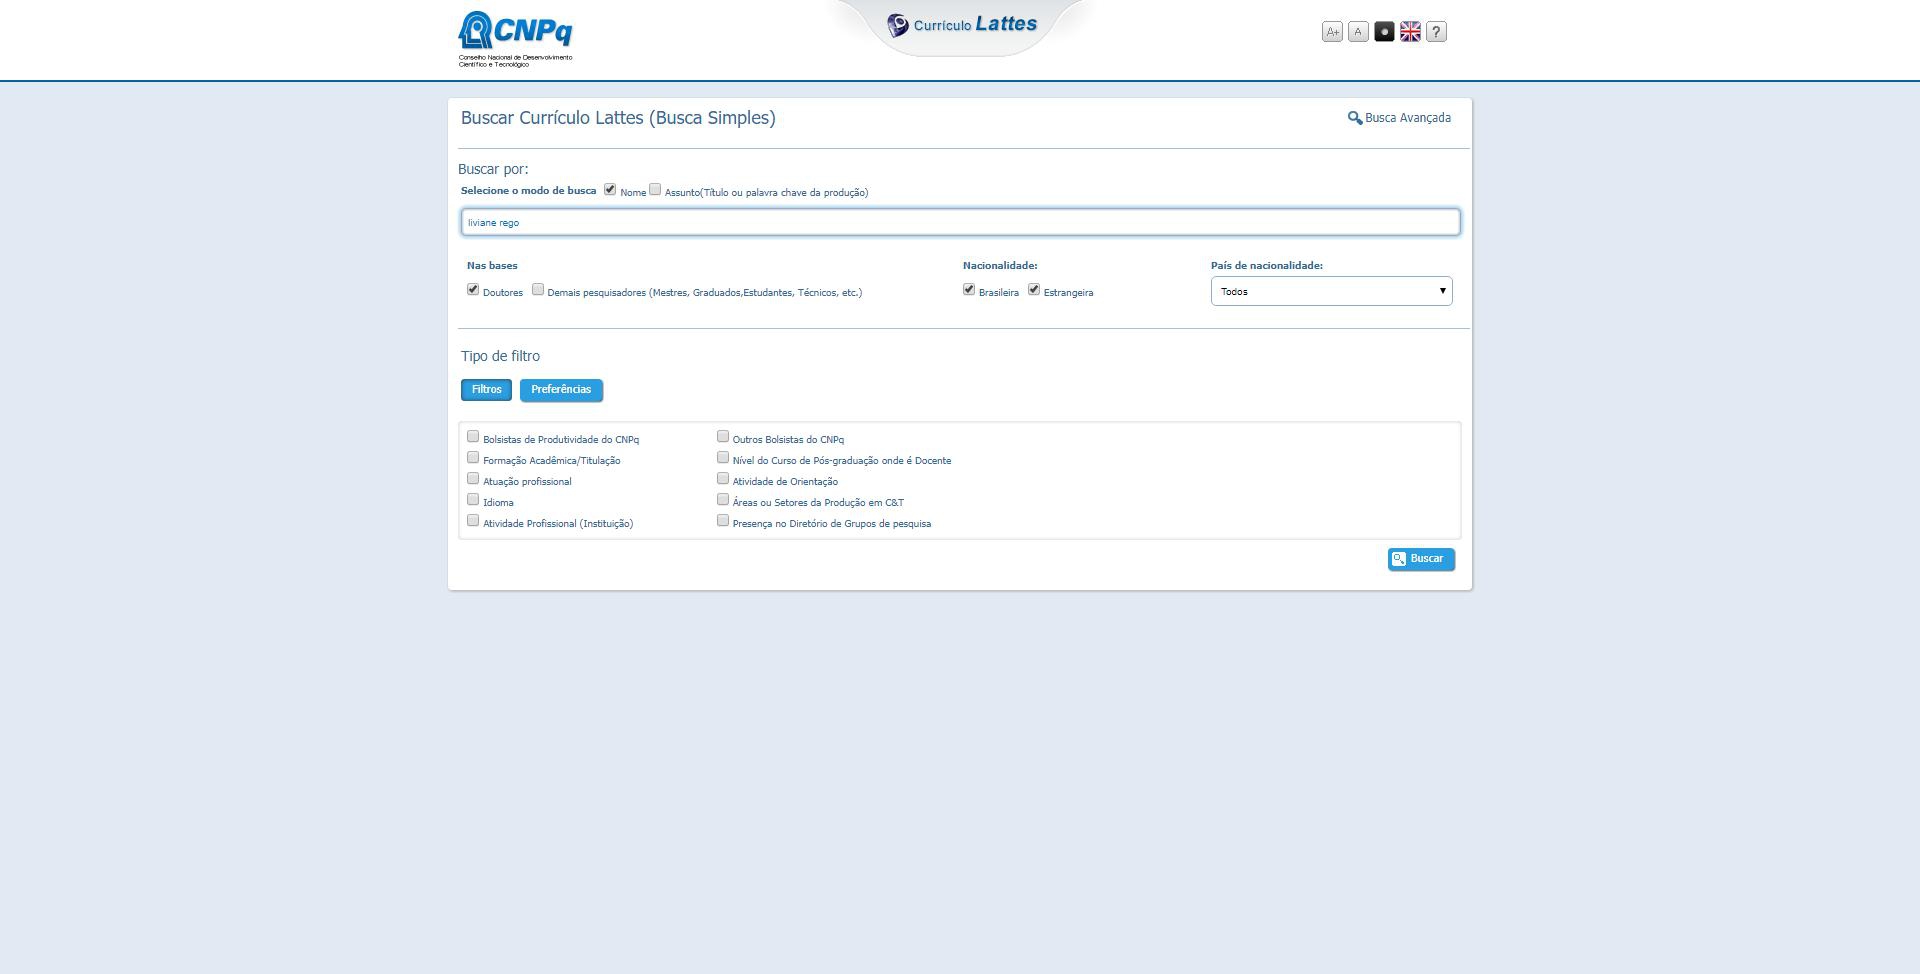 CNPq
Conselho Nacional de Desenvolvimento
Científico e Tecnológico
Currículo Lattes
A+ A ?
Buscar Currículo Lattes (Busca Simples)
Busca Avançada
Buscar por:
Selecione o modo de busca Nome Assunto(Título ou palavra chave da produção)
liviane rego
Nas bases Nacionalidade: País de nacionalidade:
Doutores Demais pesquisadores (Mestres, Graduados,Estudantes, Técnicos, etc.) Brasileira Estrangeira Todos
Tipo de filtro
Filtros Preferências
Bolsistas de Produtividade do CNPq Outros Bolsistas do CNPq
Formação Acadêmica/Titulação Nível do Curso de Pós-graduação onde é Docente
Atuação profissional Atividade de Orientação
Idioma Áreas ou Setores da Produção em C&T
Atividade Profissional (Instituição) Presença no Diretório de Grupos de pesquisa
Buscar